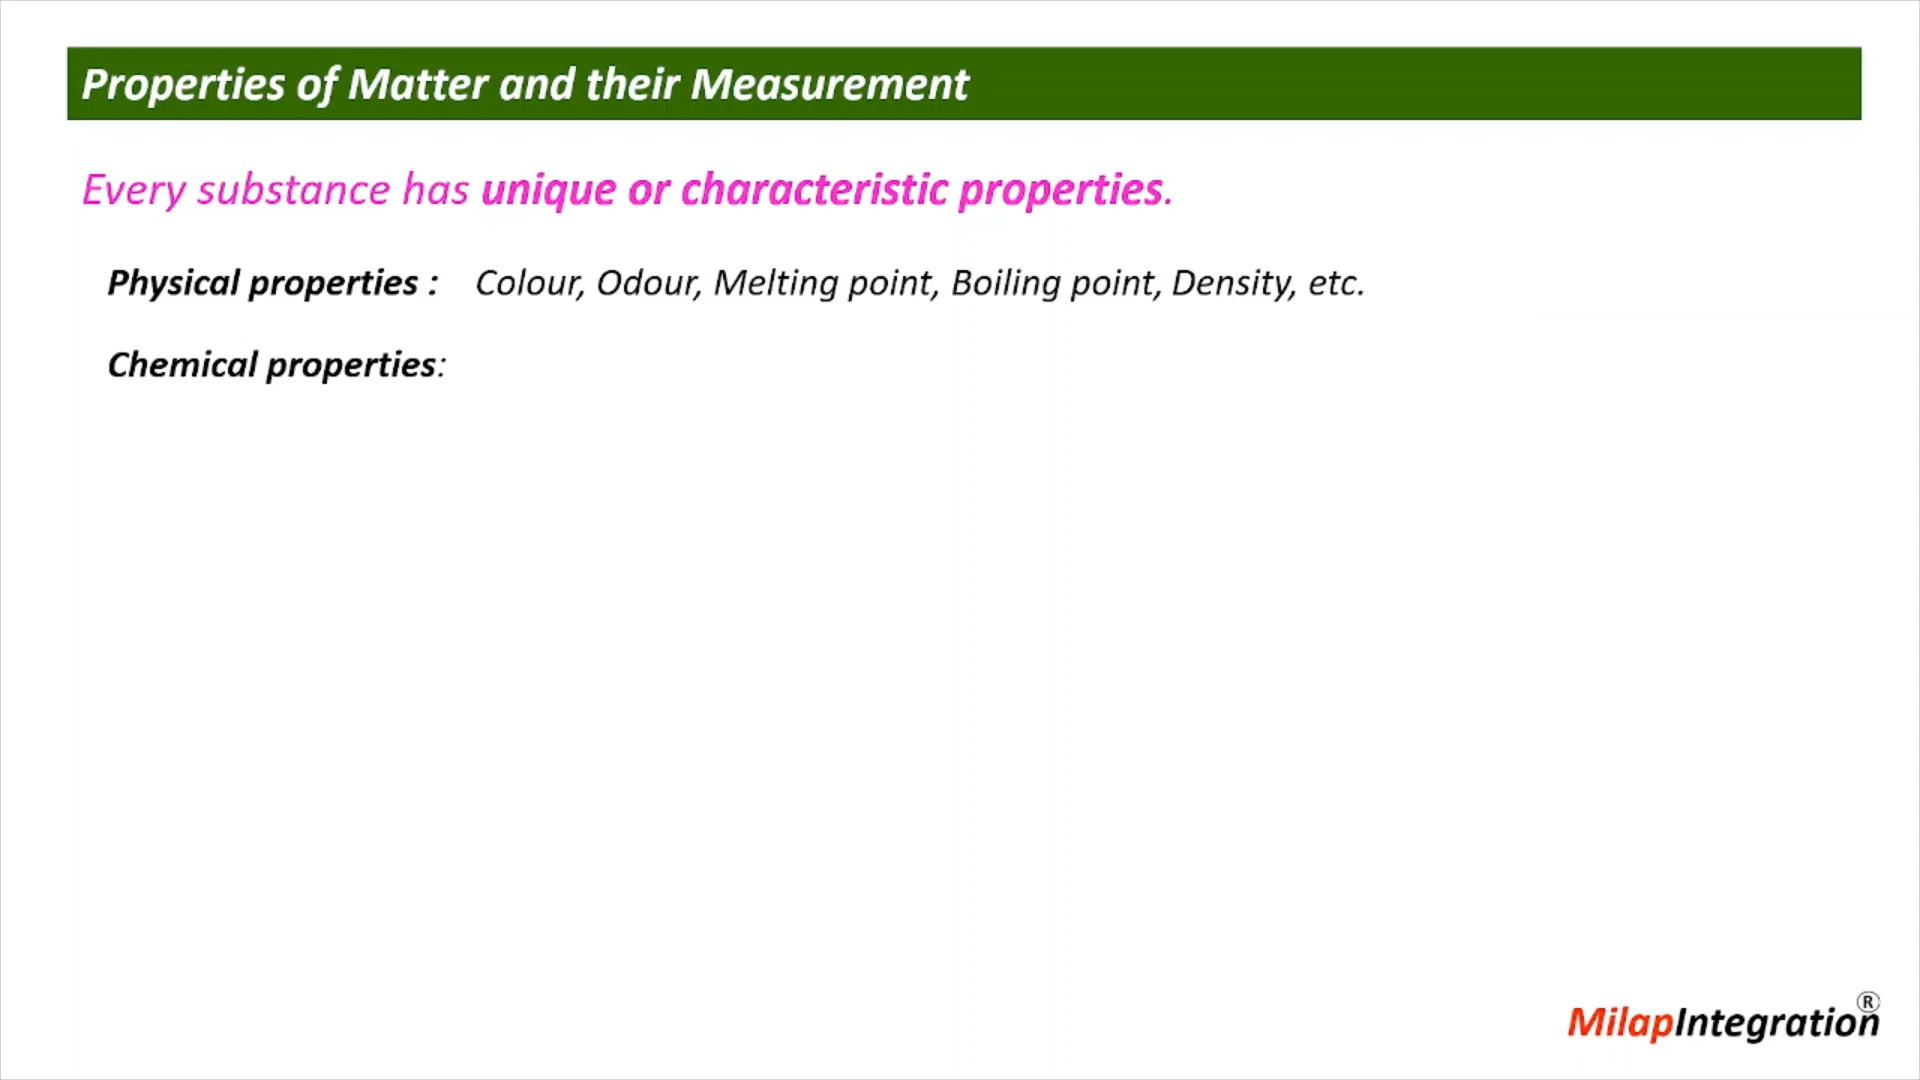 Properties of Matter and their Measurement
Every substance has unique or characteristic properties.
Physical properties : Colour, Odour, Melting point, Boiling point, Density, etc.
Chemical properties:
MilapIntegration®